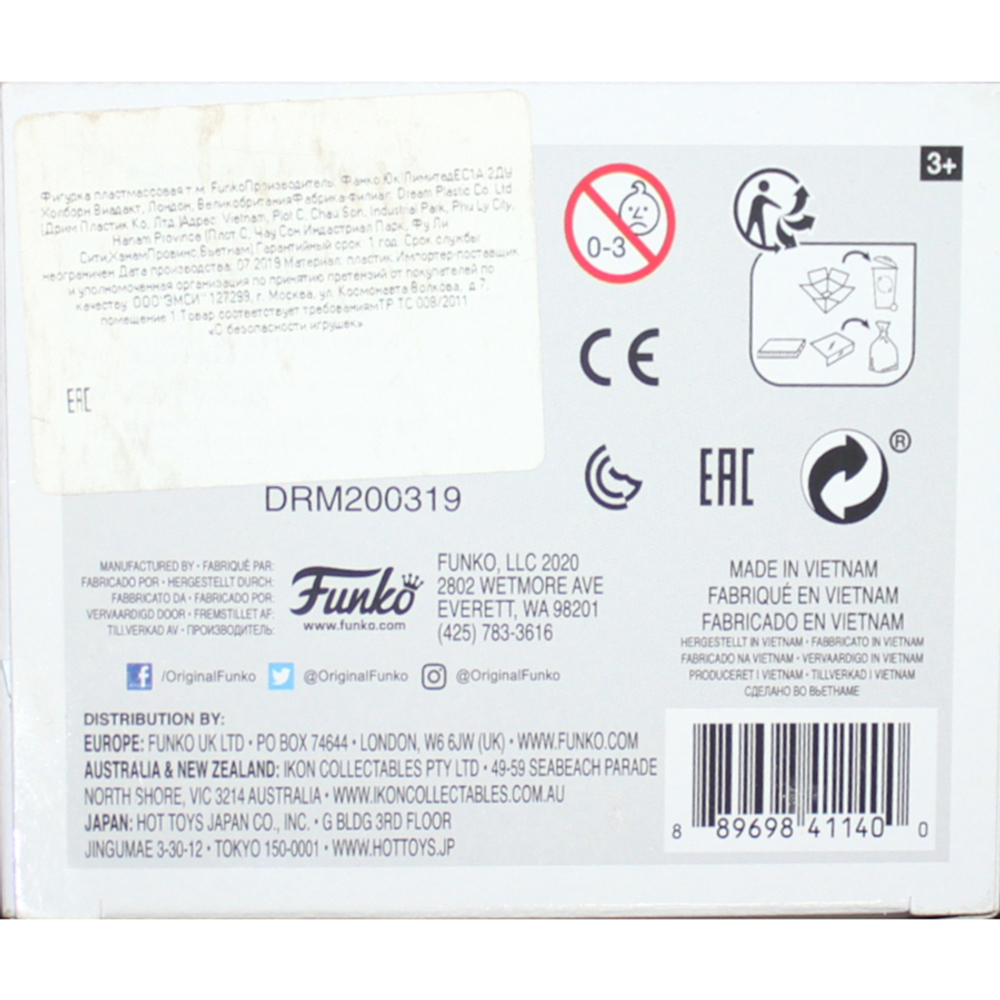 Фигурка пластмассовая т.м. FunkoПроизводитель: Фанко Юк ЛимитедЕС1А 2ДУ
Холборн Виадакт, Лондон, ВеликобританияФабрика-филиал: Dream Plastic Co. Ltd
(Дрим Пластик Ко, Лтд.)Адрес: Vietnam, Plot C, Chau Son, Industrial Park, Phu Ly City,
Hanam Province (Плот С, Чау Сон Индастриал Парк, Фу Ли
Сити,ХанамПровинс,Вьетнам) Гарантийный срок: 1 год. Срок службы
неограничен Дата производства: 07.2019 Материал: пластик. Импортер-поставщик
и уполномоченная организация по принятию претензий от покупателей по
качеству: ООО"ЭМСИ" 127299, г. Москва, ул. Космонавта Волкова, д.7,
помещение 1.Товар соответствует требованиямТР ТС 008/2011
«О безопасности игрушек»
EAC
3+
0-3
CE
EAC
®
DRM200319
MANUFACTURED BY • FABRIQUÉ PAR:
FABRICADO POR • HERGESTELLT DURCH:
FABBRICATO DA • FABRICADO POR:
VERVAARDIGD DOOR • FREMSTILLET AF:
TILLVERKAD AV • ПРОИЗВОДИТЕЛЬ:
Funko
www.funko.com
FUNKO, LLC 2020
2802 WETMORE AVE
EVERETT, WA 98201
(425) 783-3616
MADE IN VIETNAM
FABRIQUÉ EN VIETNAM
FABRICADO EN VIETNAM
HERGESTELLT IN VIETNAM • FABBRICATO IN VIETNAM
FABRICADO NA VIETNAM • VERVAARDIGD IN VIETNAM
PRODUCERET I VIETNAM • TILLVERKAD I VIETNAM
СДЕЛАНО ВО ВЬЕТНАМЕ
/OriginalFunko @OriginalFunko @OriginalFunko
DISTRIBUTION BY:
EUROPE: FUNKO UK LTD • PO BOX 74644 • LONDON, W6 6JW (UK) • WWW.FUNKO.COM
AUSTRALIA & NEW ZEALAND: IKON COLLECTABLES PTY LTD • 49-59 SEABEACH PARADE
NORTH SHORE, VIC 3214 AUSTRALIA • WWW.IKONCOLLECTABLES.COM.AU
JAPAN: HOT TOYS JAPAN CO., INC. • G BLDG 3RD FLOOR
JINGUMAE 3-30-12 • TOKYO 150-0001 • WWW.HOTTOYS.JP
8 89698 41140 0